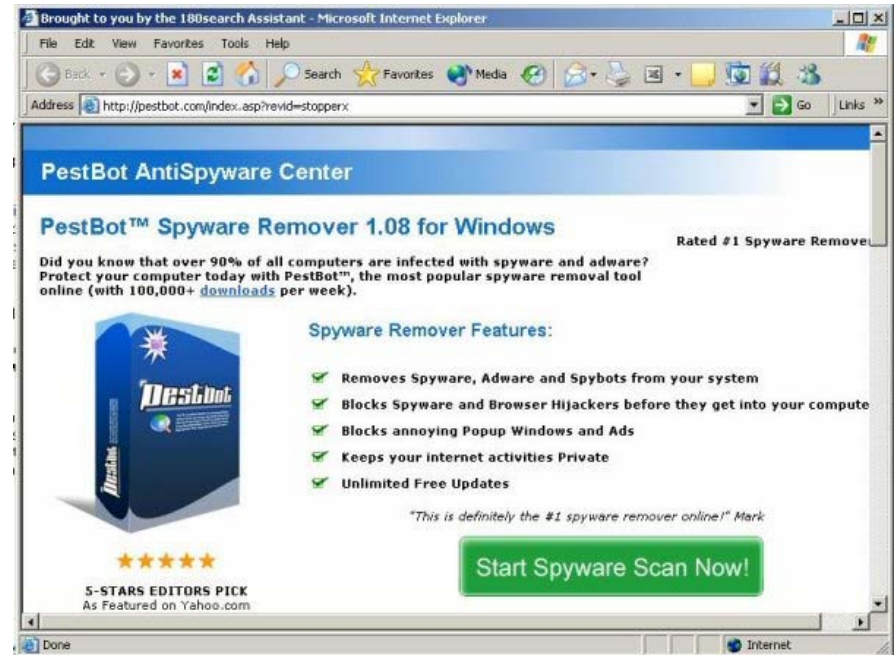 Brought to you by the 180search Assistant - Microsoft Internet Explorer
File Edit View Favorites Tools Help
Back Search Favorites Media
Address http://pestbot.com/index.asp?revid=stopperx Go Links »
PestBot AntiSpyware Center
PestBot™ Spyware Remover 1.08 for Windows
Rated #1 Spyware Remove
Did you know that over 90% of all computers are infected with spyware and adware?
Protect your computer today with PestBot™, the most popular spyware removal tool
online (with 100,000+ downloads per week).
Pestbot
Pestbot
Spyware Remover Features:
Removes Spyware, Adware and Spybots from your system
Blocks Spyware and Browser Hijackers before they get into your compute
Blocks annoying Popup Windows and Ads
Keeps your internet activities Private
Unlimited Free Updates
"This is definitely the #1 spyware remover online!" Mark
Start Spyware Scan Now!
5-STARS EDITORS PICK
As Featured on Yahoo.com
Done Internet